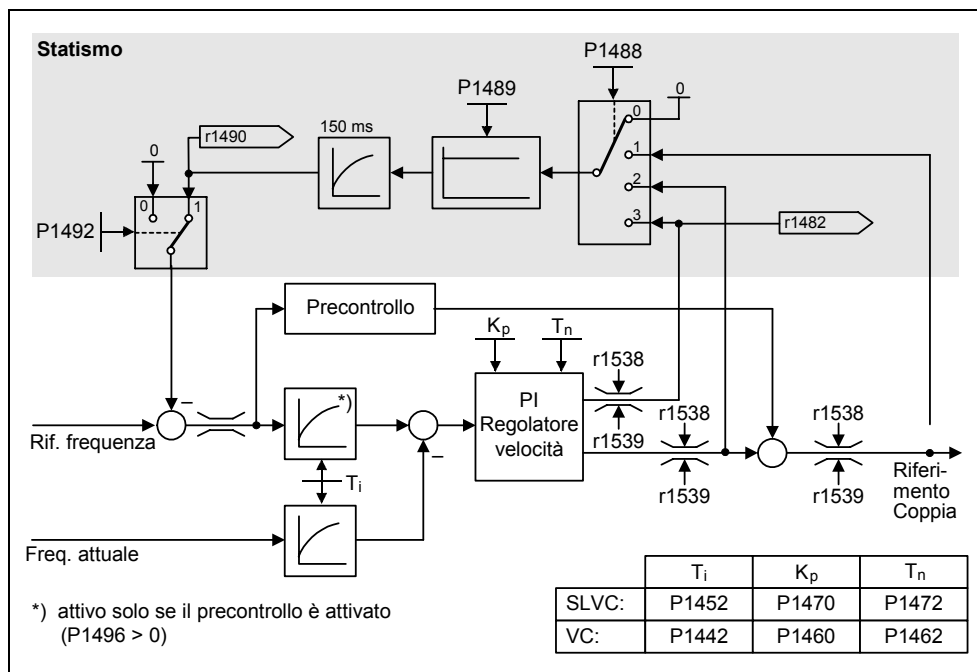 Statismo
P1488
P1489
0
150 ms
r1490
0
1
2
3
0
0
1
P1492
r1482
Precontrollo
Kp
Tn
r1538
r1539
PI
Regolatore
velocità
*)
–
Rif. frequenza
–
r1538
r1539
r1538
r1539
Riferi-
mento
Coppia
Ti
Freq. attuale
Ti Kp Tn
SLVC: P1452 P1470 P1472
VC: P1442 P1460 P1462
*) attivo solo se il precontrollo è attivato
(P1496 > 0)